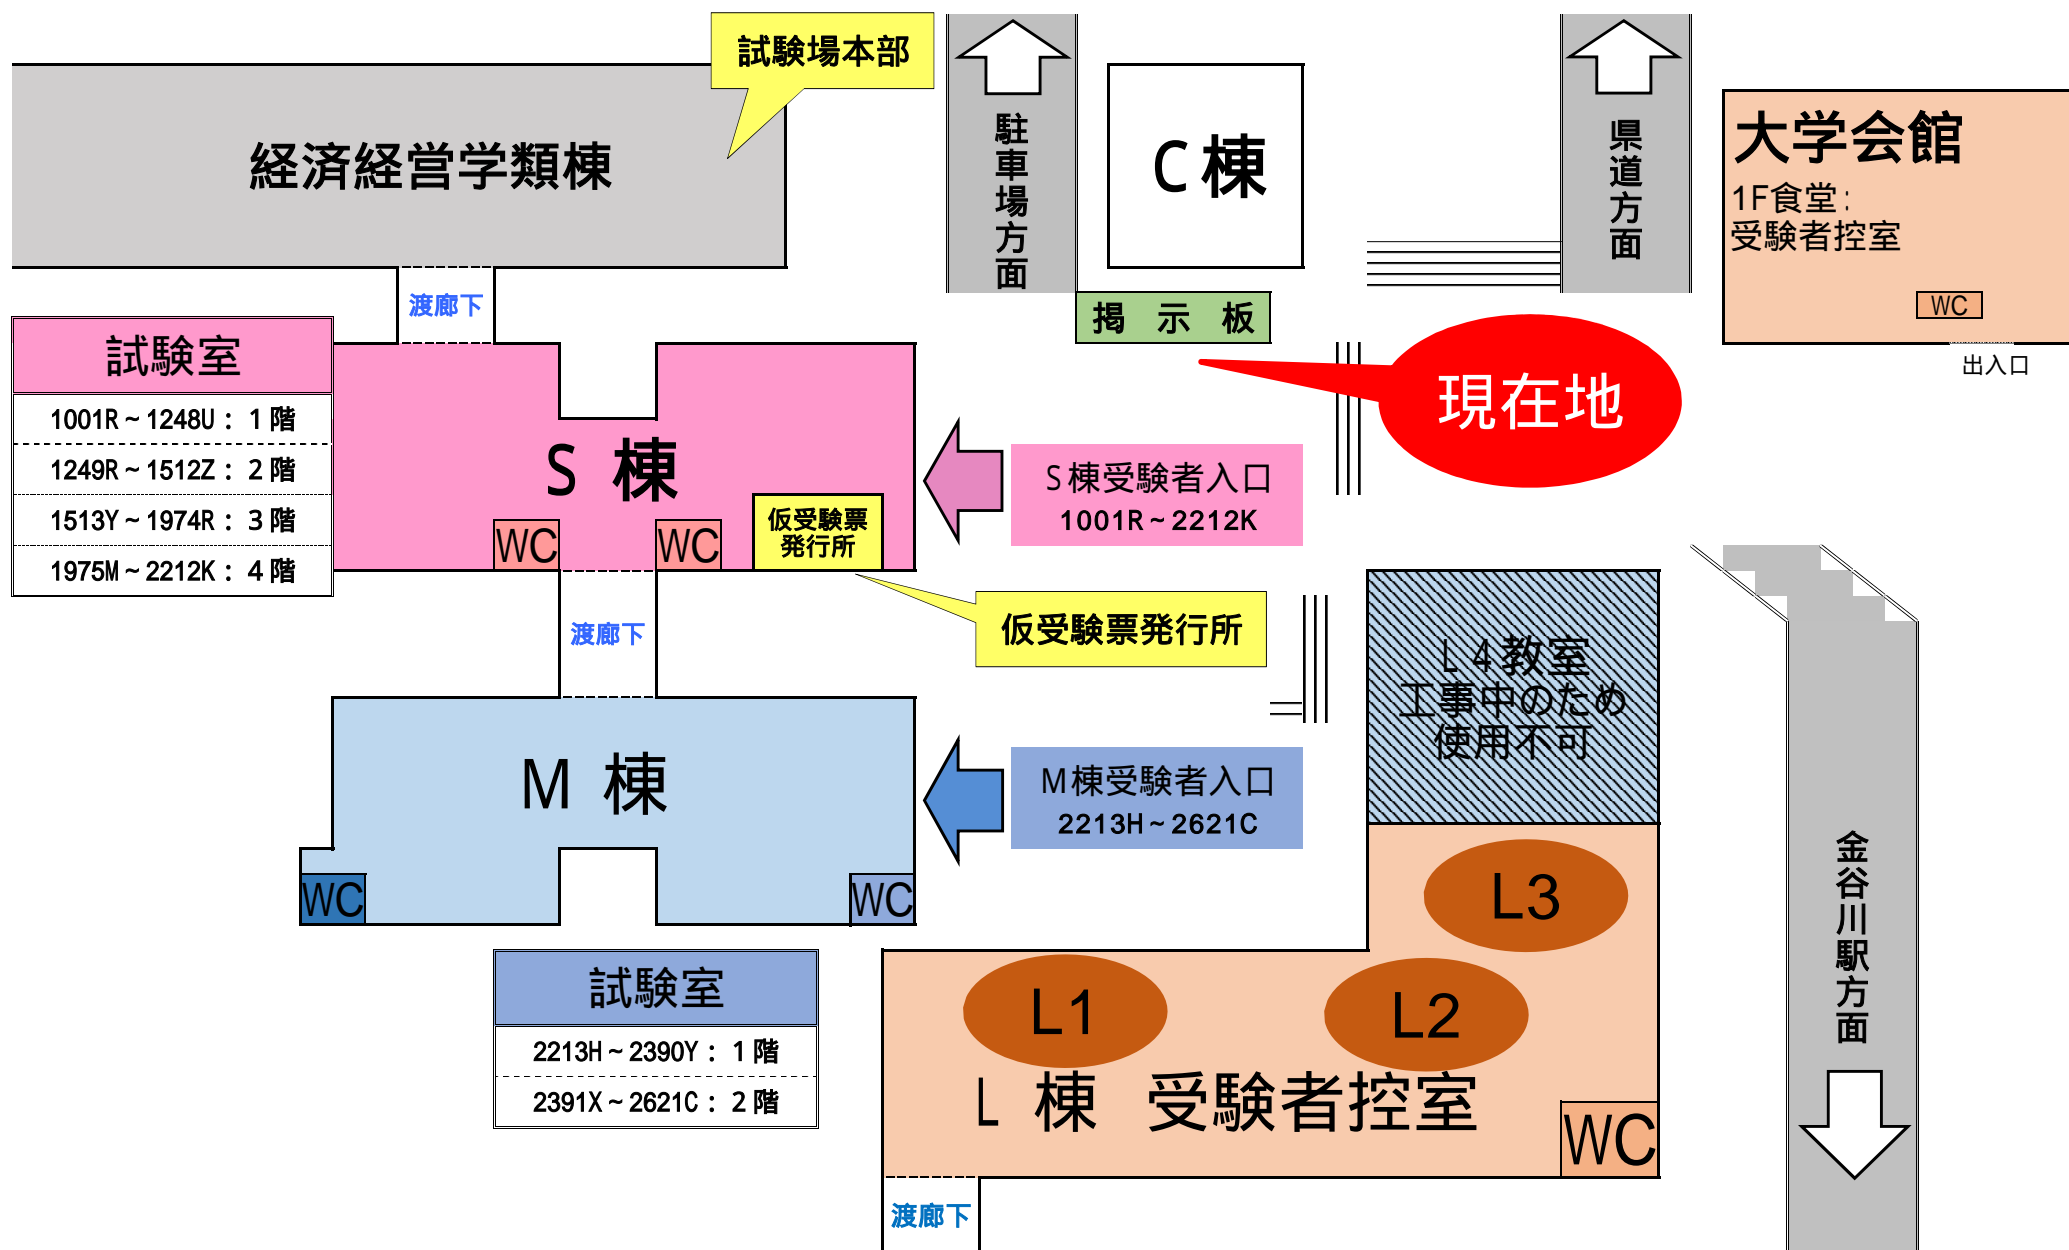 試験場本部
経済経営学類棟
駐車場方面
C棟
県道方面
大学会館
1F食堂:
受験者控室
WC
出入口
渡廊下
掲 示 板
現在地
試験室
1001R~1248U: 1階
1249R~1512Z: 2階
1513Y~1974R: 3階
1975M~2212K: 4階
S 棟
WC
WC
仮受験票
発行所
S棟受験者入口
1001R~2212K
渡廊下
仮受験票発行所
L4教室
工事中のため
使用不可
M 棟
WC
WC
M棟受験者入口
2213H~2621C
試験室
2213H~2390Y: 1階
2391X~2621C: 2階
L3
L1
L2
L 棟 受験者控室
WC
渡廊下
金谷川駅方面